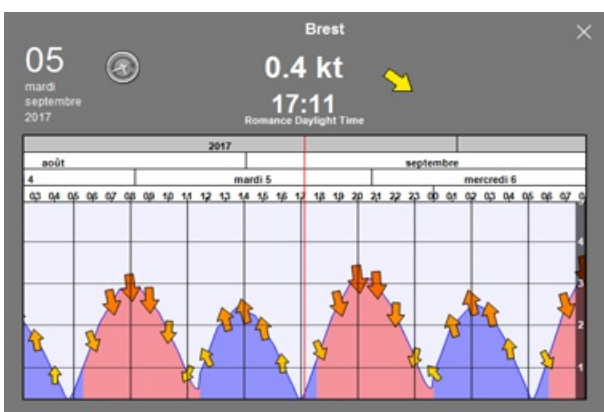 Brest
05
mardi
septembre
2017
0.4 kt
17:11
Romance Daylight Time
2017
août septembre
4 mardi 5 mercredi 6
03 04 05 06 07 08 09 10 11 12 13 14 15 16 17 18 19 20 21 22 23 00 01 02 03 04 05 06 07
4
3
2
1